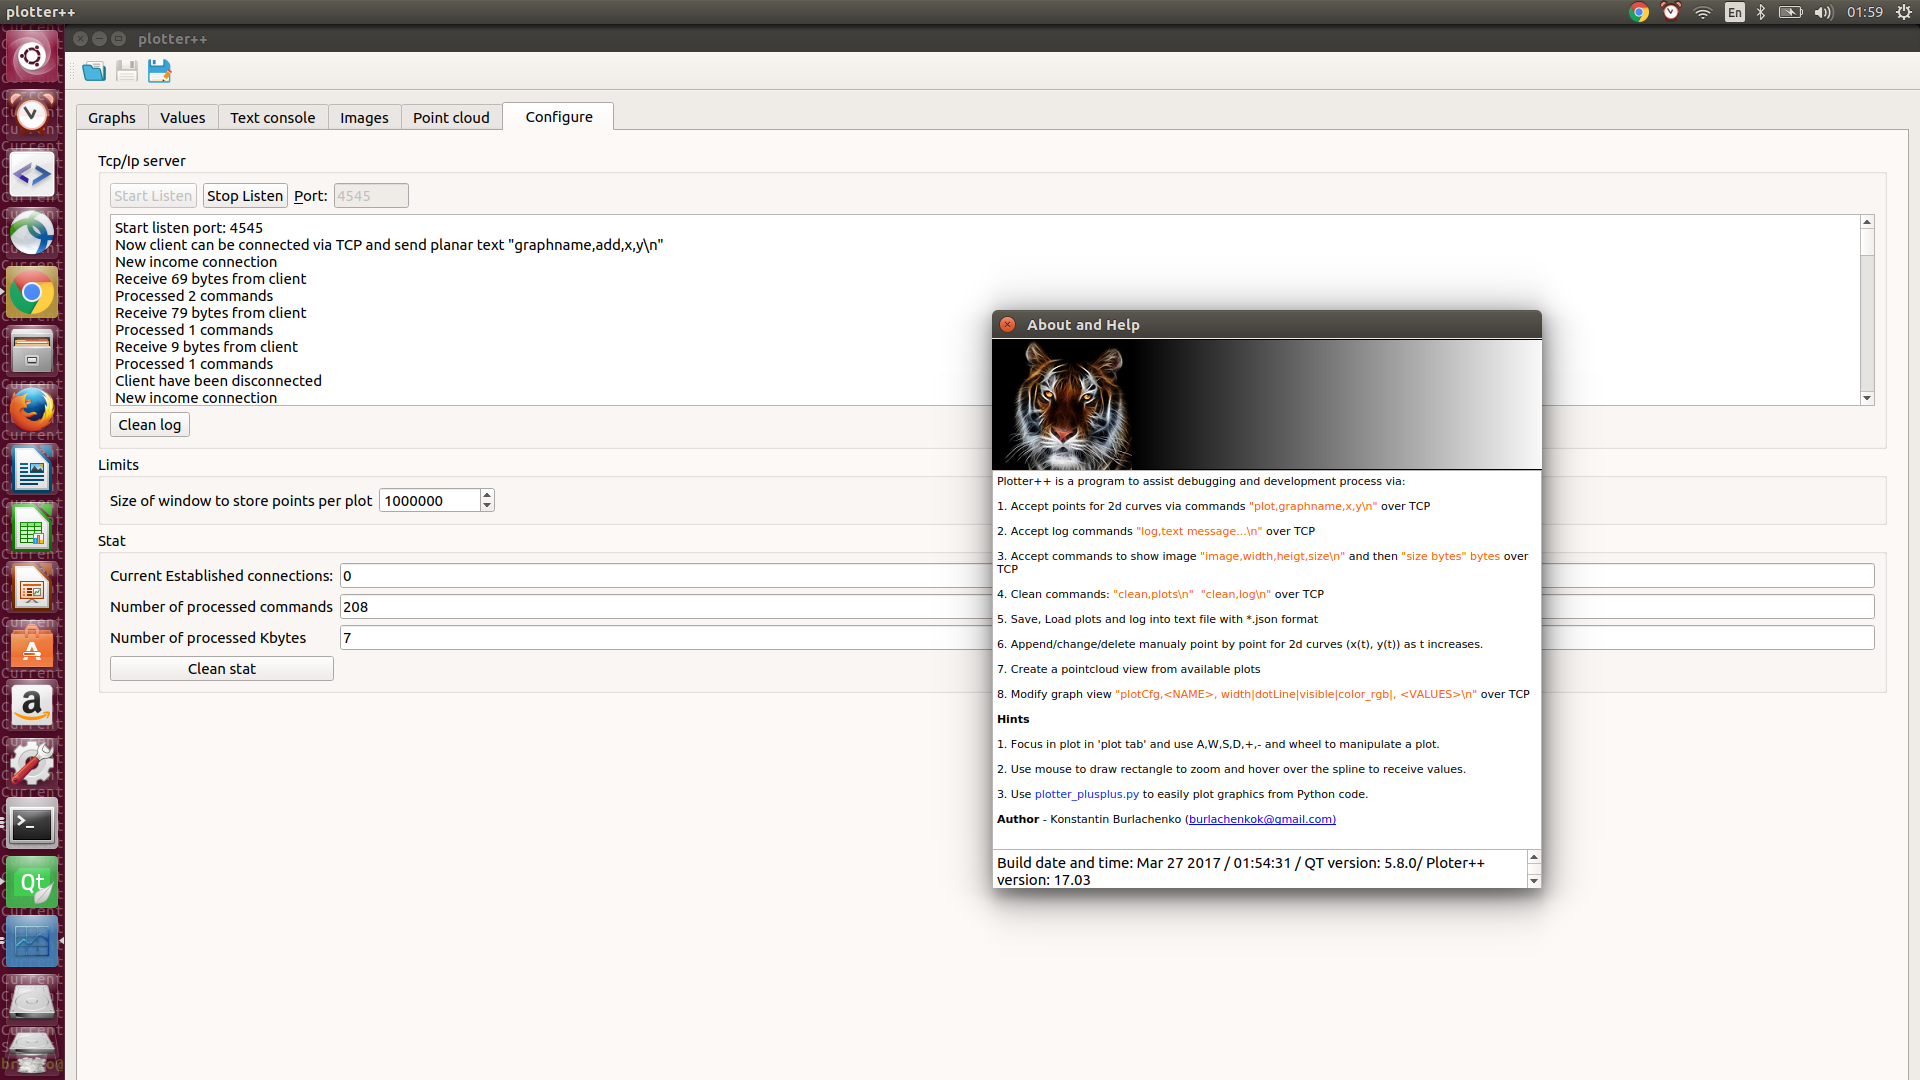 plotter++
En
01:59
plotter++
Graphs
Values
Text console
Images
Point cloud
Configure
Tcp/Ip server
Start Listen
Stop Listen
Port:
4545
Start listen port: 4545
Now client can be connected via TCP and send planar text "graphname,add,x,y\n"
New income connection
Receive 69 bytes from client
Processed 2 commands
Receive 79 bytes from client
Processed 1 commands
Receive 9 bytes from client
Processed 1 commands
Client have been disconnected
New income connection
Clean log
Limits
Size of window to store points per plot
1000000
Stat
Current Established connections:
0
Number of processed commands
208
Number of processed Kbytes
7
Clean stat
About and Help
Plotter++ is a program to assist debugging and development process via:
1. Accept points for 2d curves via commands "plot,graphname,x,y\n" over TCP
2. Accept log commands "log,text message...\n" over TCP
3. Accept commands to show image "image,width,heigt,size\n" and then "size bytes" bytes over
TCP
4. Clean commands: "clean,plots\n"  "clean,log\n" over TCP
5. Save, Load plots and log into text file with *.json format
6. Append/change/delete manualy point by point for 2d curves (x(t), y(t)) as t increases.
7. Create a pointcloud view from available plots
8. Modify graph view "plotCfg,<NAME>, width|dotLine|visible|color_rgb|, <VALUES>\n" over TCP
Hints
1. Focus in plot in 'plot tab' and use A,W,S,D,+,- and wheel to manipulate a plot.
2. Use mouse to draw rectangle to zoom and hover over the spline to receive values.
3. Use plotter_plusplus.py to easily plot graphics from Python code.
Author - Konstantin Burlachenko (burlachenkok@gmail.com)
Build date and time: Mar 27 2017 / 01:54:31 / QT version: 5.8.0/ Ploter++
version: 17.03